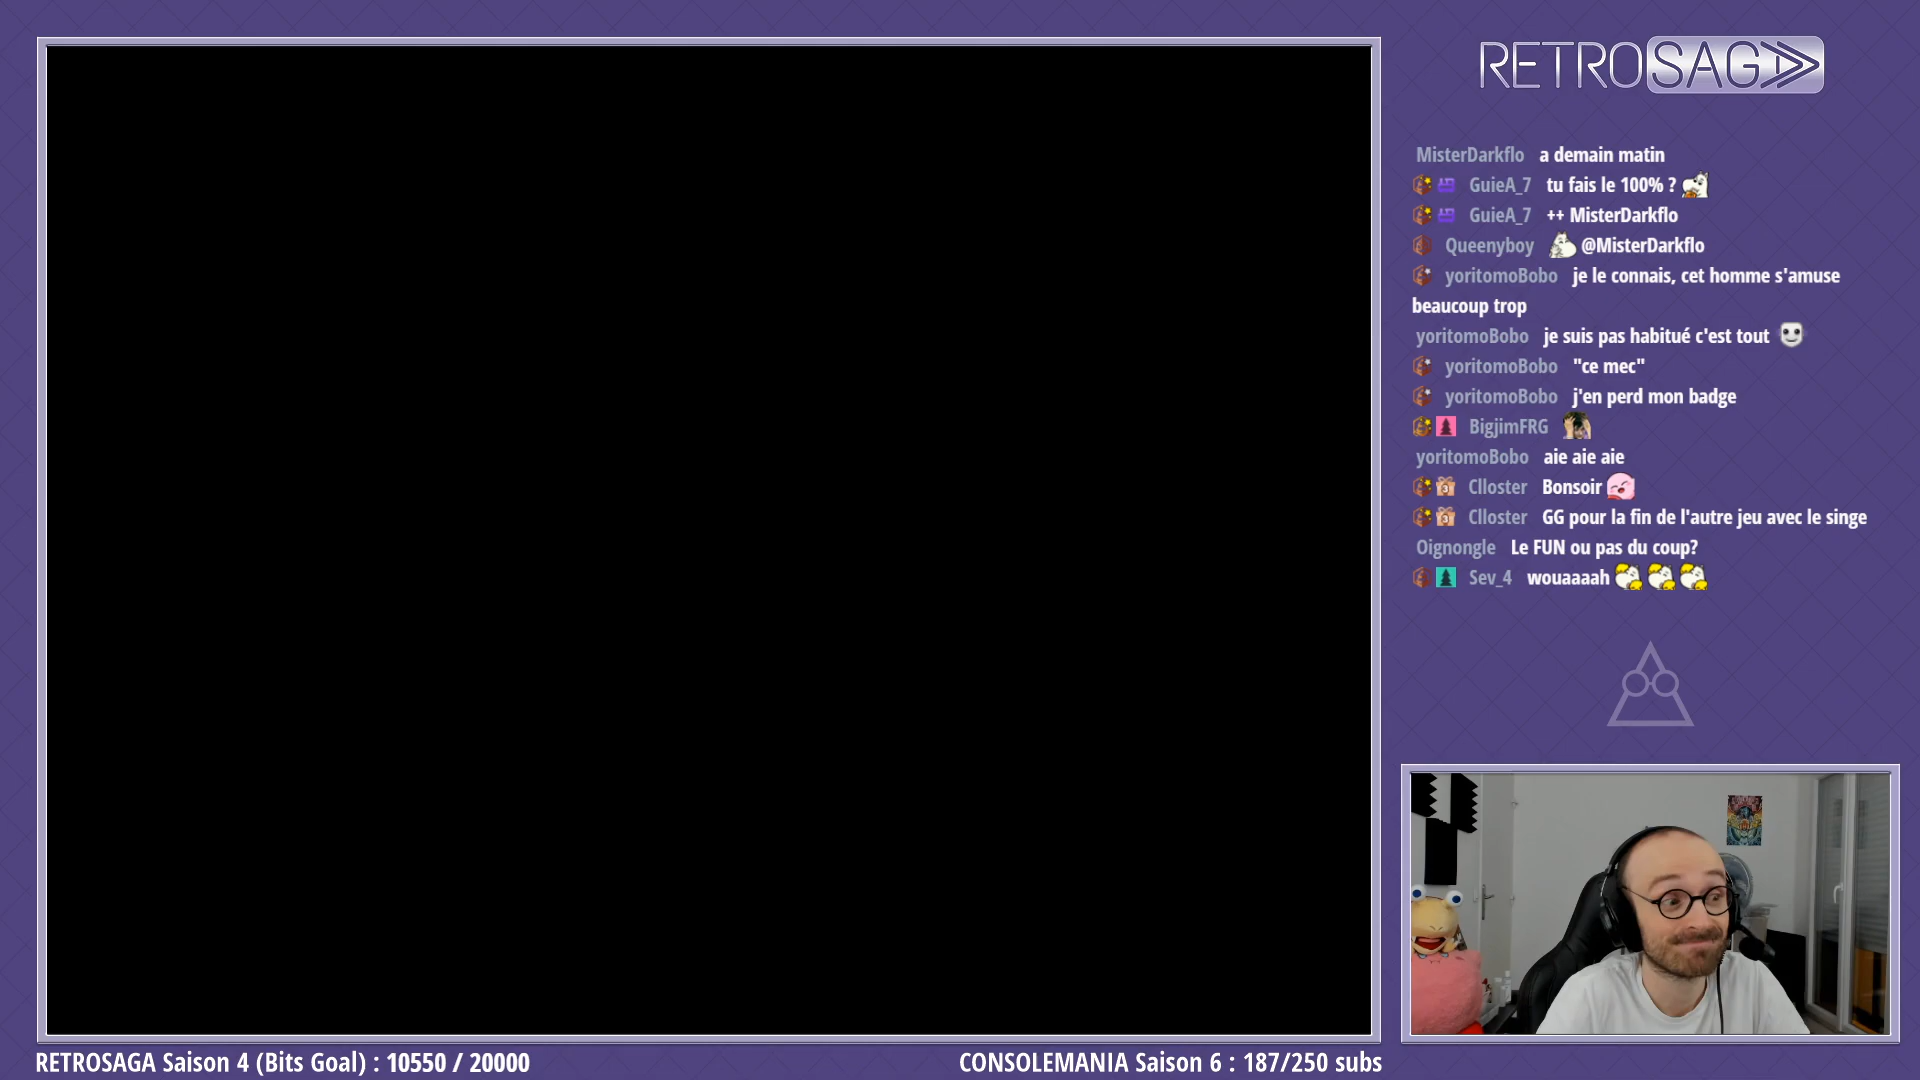 RETROSAGA
MisterDarkflo a demain matin
GuieA_7 tu fais le 100% ?
GuieA_7 ++ MisterDarkflo
Queenyboy @MisterDarkflo
yoritomoBobo je le connais, cet homme s'amuse
beaucoup trop
yoritomoBobo je suis pas habitué c'est tout
yoritomoBobo "ce mec"
yoritomoBobo j'en perd mon badge
BigjimFRG
yoritomoBobo aie aie aie
Clloster Bonsoir
Clloster GG pour la fin de l'autre jeu avec le singe
Oignongle Le FUN ou pas du coup?
Sev_4 wouaaaah
RETROSAGA Saison 4 (Bits Goal) : 10550 / 20000
CONSOLEMANIA Saison 6 : 187/250 subs